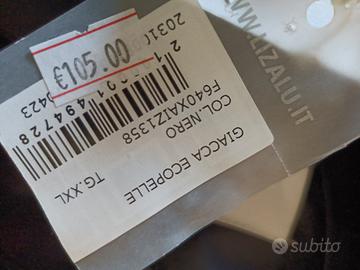 €105.00
WWW.LIZALU.IT
GIACCA ECOPELLE
F640XAIZ1358
COL.NERO
TG.XXL
subito